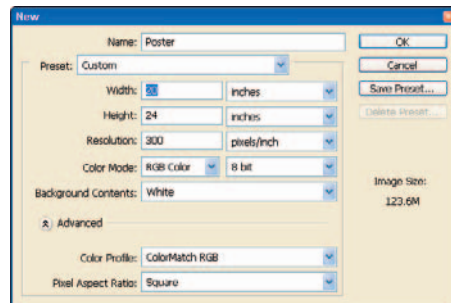 New
Name: Poster
OK
Preset: Custom
Cancel
Width: 20 inches
Save Preset...
Height: 24 inches
Delete Preset...
Resolution: 300 pixels/inch
Color Mode: RGB Color 8 bit
Image Size:
Background Contents: White
123.6M
Advanced
Color Profile: ColorMatch RGB
Pixel Aspect Ratio: Square